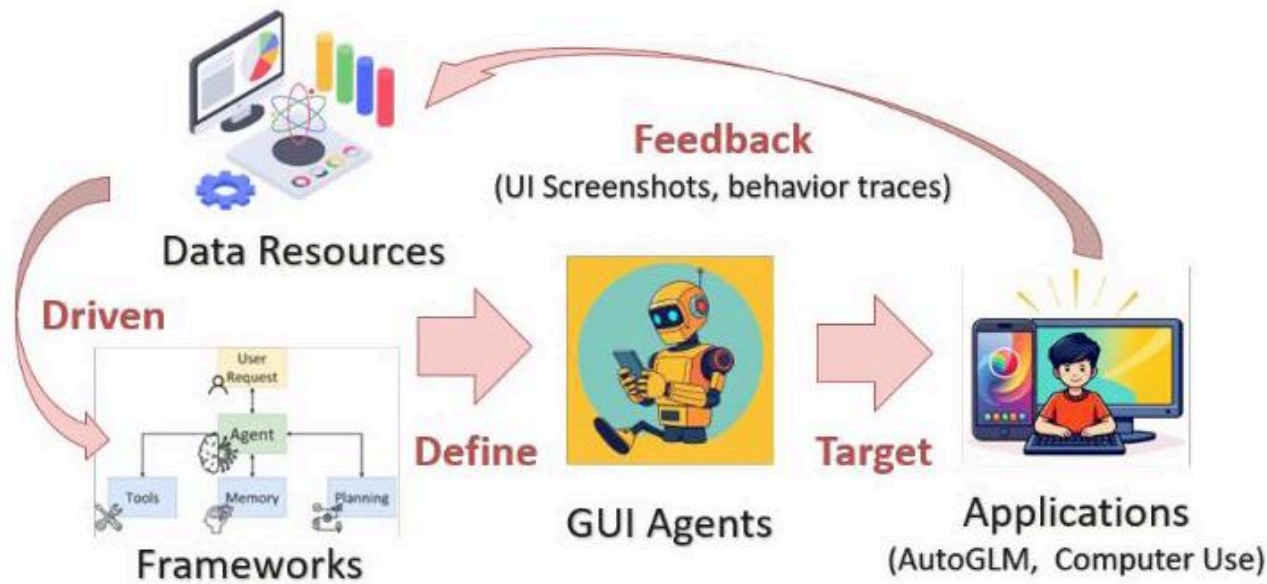 Feedback
(UI Screenshots, behavior traces)
Data Resources
Driven
User
Request
Agent
Tools
Memory
Planning
Frameworks
Define
GUI Agents
Target
Applications
(AutoGLM, Computer Use)